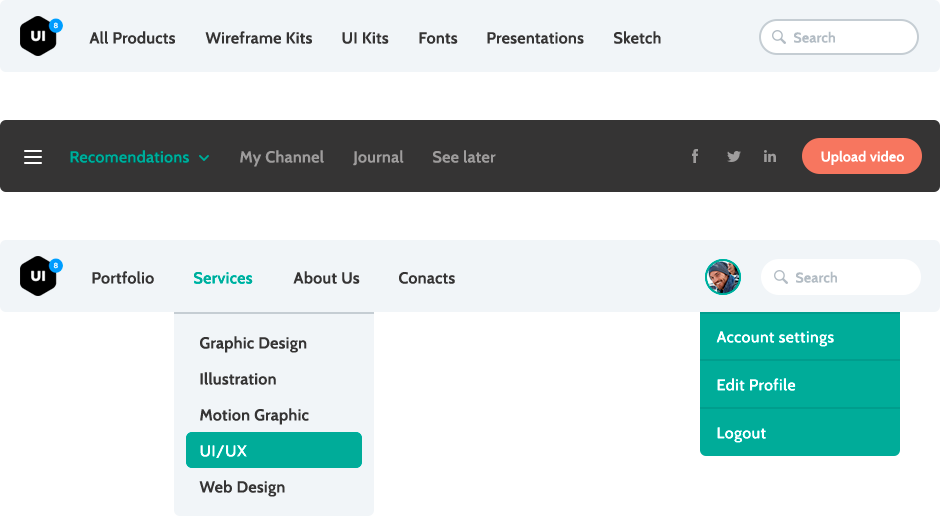 UI 8 All Products Wireframe Kits UI Kits Fonts Presentations Sketch Search
Recomendations My Channel Journal See later f in Upload video
UI 8 Portfolio Services About Us Conacts Search
Graphic Design
Illustration
Motion Graphic
UI/UX
Web Design
Account settings
Edit Profile
Logout